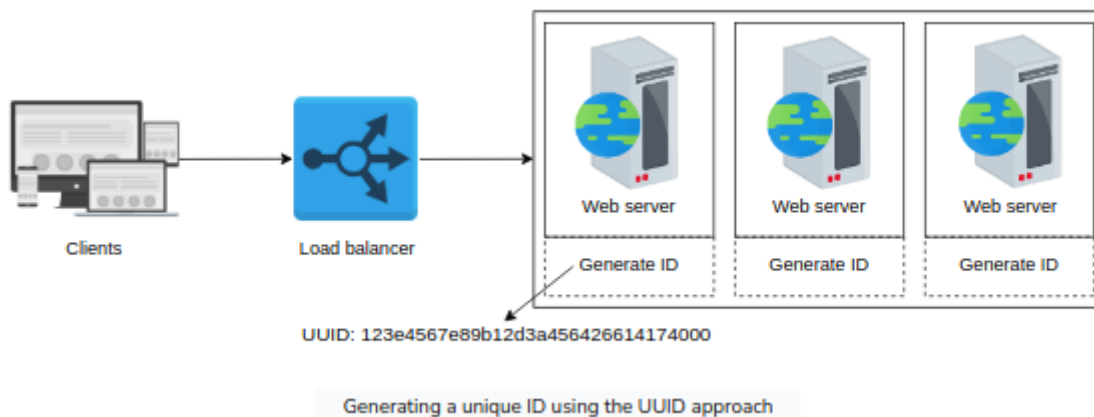 Web server
Web server
Web server
Clients
Load balancer
Generate ID
Generate ID
Generate ID
UUID: 123e4567e89b12d3a456426614174000
Generating a unique ID using the UUID approach